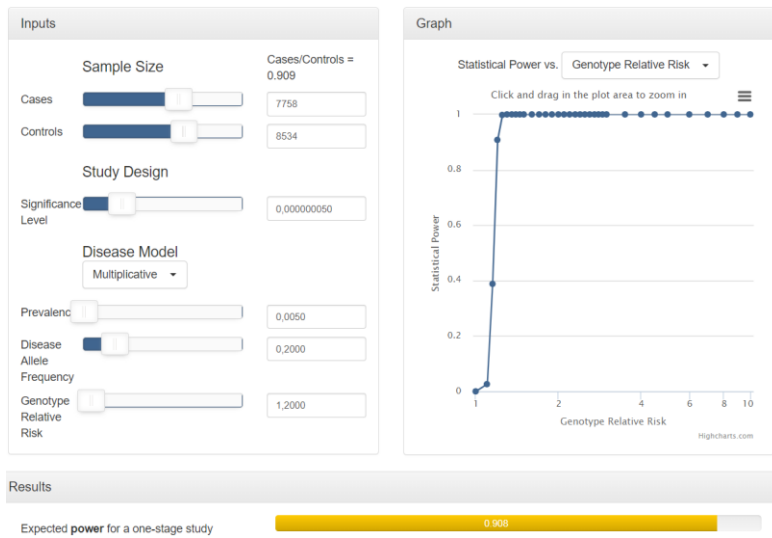 Inputs
Sample Size
Cases/Controls =
0.909
Cases
7758
Controls
8534
Study Design
Significance
Level
0,000000050
Disease Model
Multiplicative
Prevalenc
0,0050
Disease
Allele
Frequency
0,2000
Genotype
Relative
Risk
1,2000
Graph
Statistical Power vs. Genotype Relative Risk
Click and drag in the plot area to zoom in
Statistical Power
1
0.8
0.6
0.4
0.2
0
1 2 4 6 8 10
Genotype Relative Risk
Highcharts.com
Results
Expected power for a one-stage study
0.908